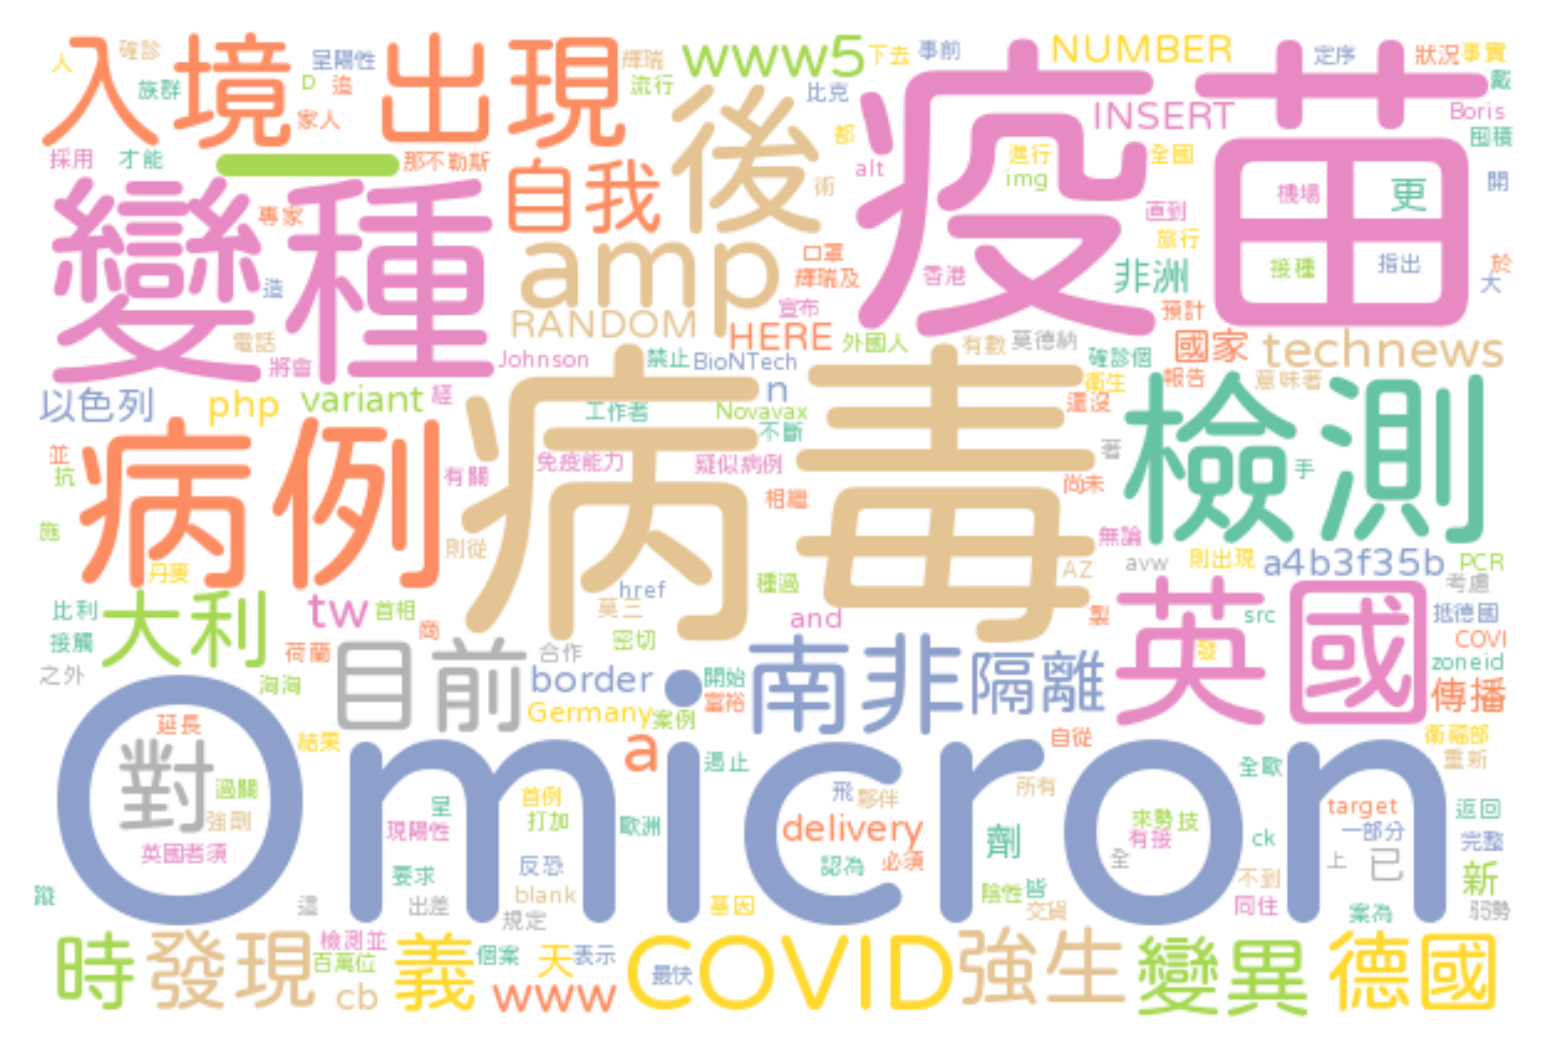 人 確診 呈陽性 輝瑞 www5 下去 事前 NUMBER 定序 狀況 事實
入境 出現 後 疫苗
族群 D 追 流行 比克 戴
家人 都 INSERT Boris
囤積
採用 才能 一 那不勒斯 alt 進行 全國
自我 術 img 機場 更 開
變種 專家 直到
amp 口罩 旅行
造 輝瑞及 香港 非洲 接種 指出 於
大
RANDOM 宣布 預計
電話 HERE 外國人 有數 莫德納 國家 technews
將會 Johnson 禁止 BioNTech 確診個
以色列 php variant 經 n 衛生 報告 意味著
工作者 Novavax 還沒
不斷
病例 病毒 檢測
並 免疫能力 疑似病例 著
抗 有關 相繼 尚未 手
施 則從 無論
丹麥 href 種過 AZ avw 則出現 a4b3f35b PCR
考慮
比利 大利 tw 首相 莫三 and 製 英國 src 抵德國
接觸 商 密切 發 COVI
之外 荷蘭 目前 合作 南非 隔離 zoneid
洶洶 border 開始 傳播
Germany 案例 富裕
Omicron
延長 結果 a 遏止 自從 衛福部
對 全歐 重新
過關 呈 首例 飛 夥伴 所有 target 返回
強劑 現陽性 打加 歐洲 delivery 劑 來勢 技 一部分
英國者須 有接 ck 完整
要求 反恐 認為 必須 全 上 已
蹤 blank 陰性 皆 不到 新
這 出差 規定 基因 交貨 同住 案為 弱勢
時 發現 檢測並 義 個案 天 表示 COVID 強生 變異 德國
百萬位 最快
cb www